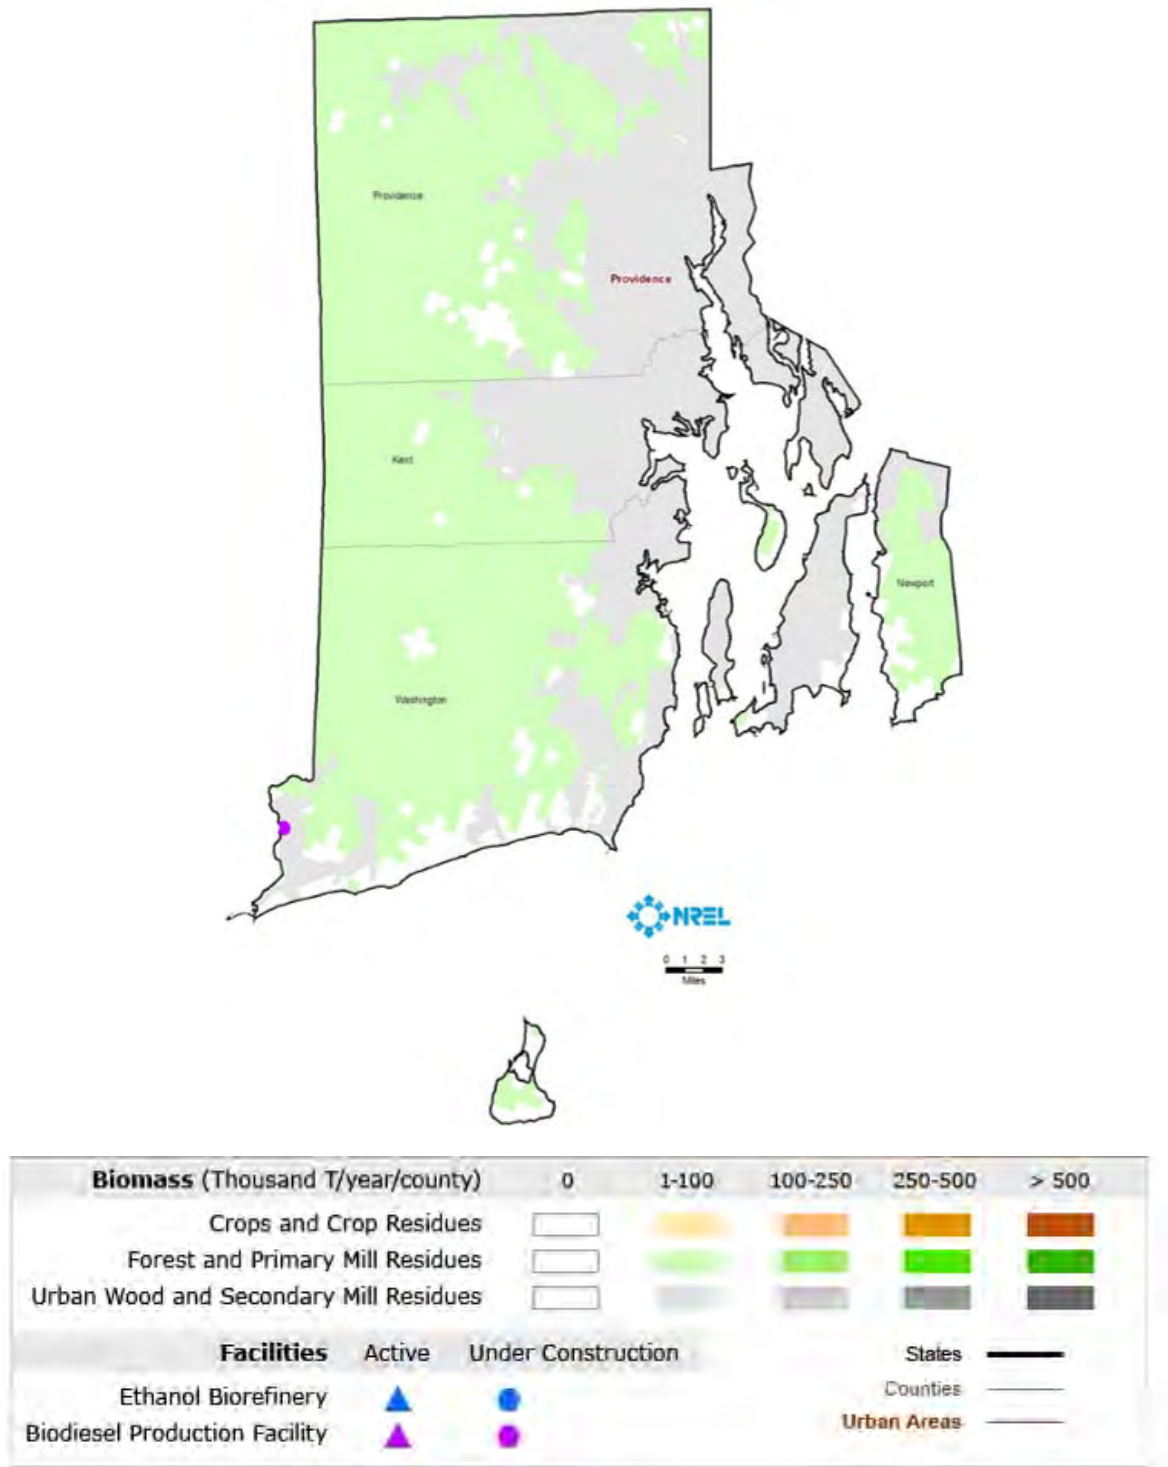 Providence
Providence
Kent
Newport
Washington
NREL
0 1 2 3
Miles
Biomass (Thousand T/year/county) 0 1-100 100-250 250-500 > 500
Crops and Crop Residues
Forest and Primary Mill Residues
Urban Wood and Secondary Mill Residues
Facilities Active Under Construction
States
Ethanol Biorefinery
Counties
Biodiesel Production Facility
Urban Areas